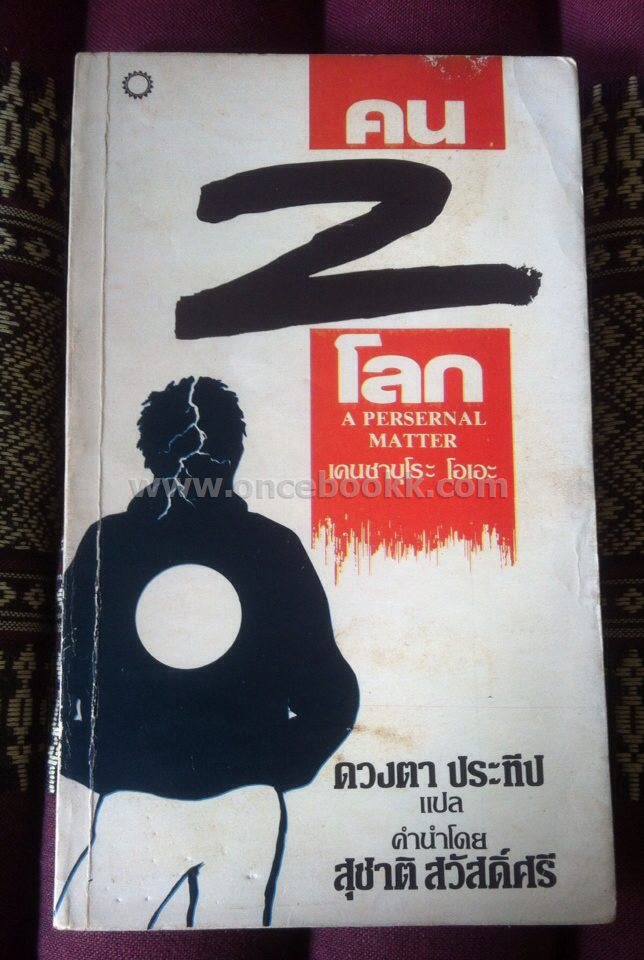 คน
2
โลก
A PERSERNAL
MATTER
เคนซาบุโระ โอเอะ
www.oncebookk.com
ดวงตา ประทีป
แปล
คำนำโดย
สุชาติ สวัสดิ์ศรี